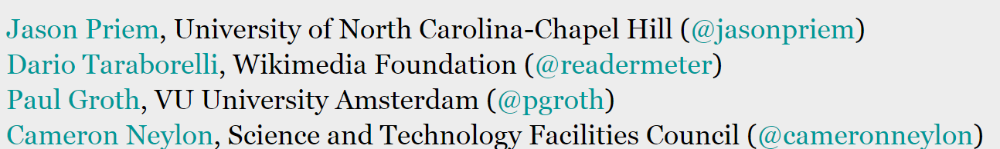 Jason Priem, University of North Carolina-Chapel Hill (@jasonpriem)
Dario Taraborelli, Wikimedia Foundation (@readermeter)
Paul Groth, VU University Amsterdam (@pgroth)
Cameron Neylon, Science and Technology Facilities Council (@cameronneylon)